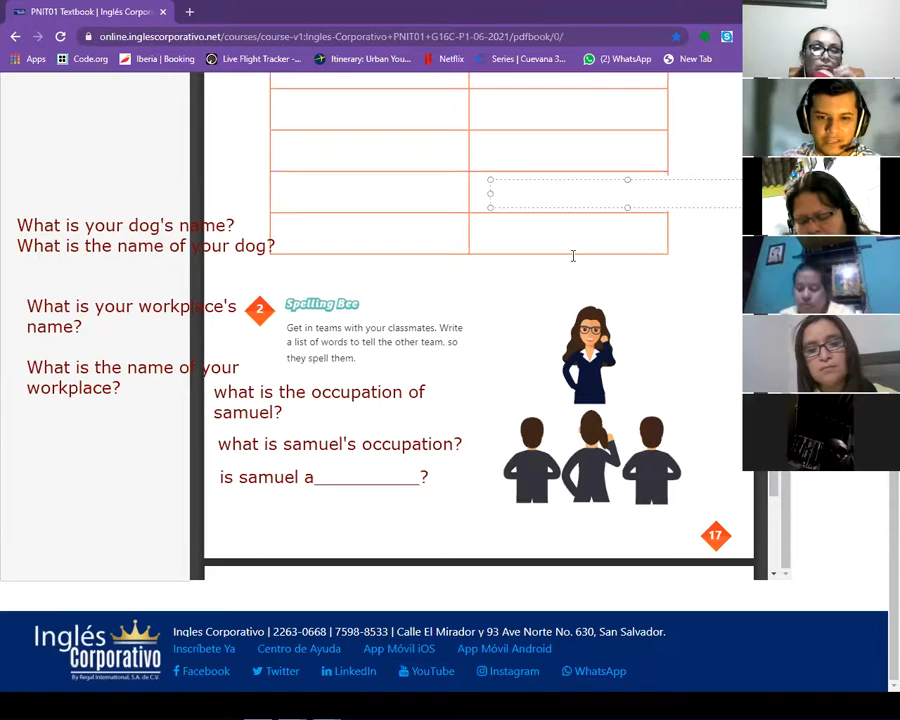 PNIT01 Textbook | Inglés Corpor
online.inglescorporativo.net/courses/course-v1:Ingles-Corporativo+PNIT01+G16C-P1-06-2021/pdfbook/0/
Apps
Code.org
Iberia | Booking
Live Flight Tracker -...
Itinerary: Urban You...
Netflix
Series | Cuevana 3...
(2) WhatsApp
New Tab
What is your dog's name?
What is the name of your dog?
What is your workplace's
name?
What is the name of your
workplace?
2
Spelling Bee
Get in teams with your classmates. Write
a list of words to tell the other team, so
they spell them.
what is the occupation of
samuel?
what is samuel's occupation?
is samuel a___________?
17
Inglés
Corporativo
By Regal International, S.A. de C.V.
Ingles Corporativo | 2263-0668 | 7598-8533 | Calle El Mirador y 93 Ave Norte No. 630, San Salvador.
Inscríbete Ya
Centro de Ayuda
App Móvil iOS
App Móvil Android
Facebook
Twitter
LinkedIn
YouTube
Instagram
WhatsApp